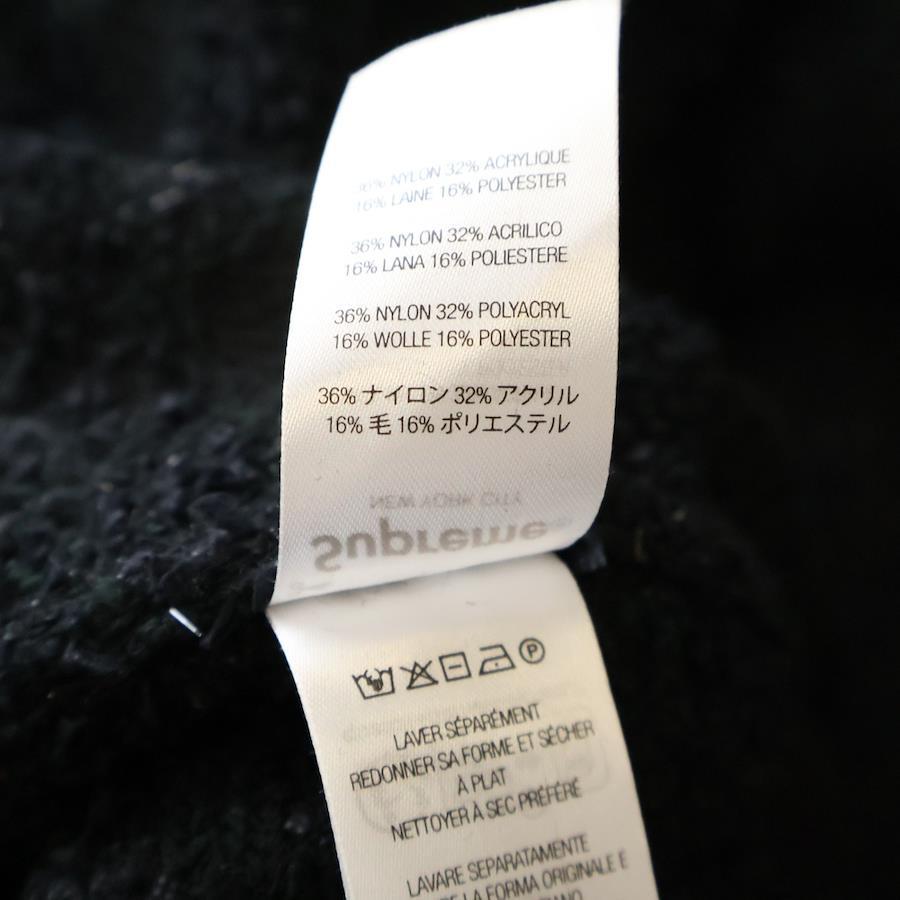 36% NYLON 32% ACRYLIQUE
16% LAINE 16% POLYESTER
36% NYLON 32% ACRILICO
16% LANA 16% POLIESTERE
36% NYLON 32% POLYACRYL
16% WOLLE 16% POLYESTER
36% ナイロン 32% アクリル
16% 毛 16% ポリエステル
NEW YORK CITY
Supreme
P
LAVER SÉPARÉMENT
REDONNER SA FORME ET SÉCHER
À PLAT
NETTOYER À SEC PRÉFÉRÉ
LAVARE SEPARATAMENTE
LA FORMA ORIGINALE E